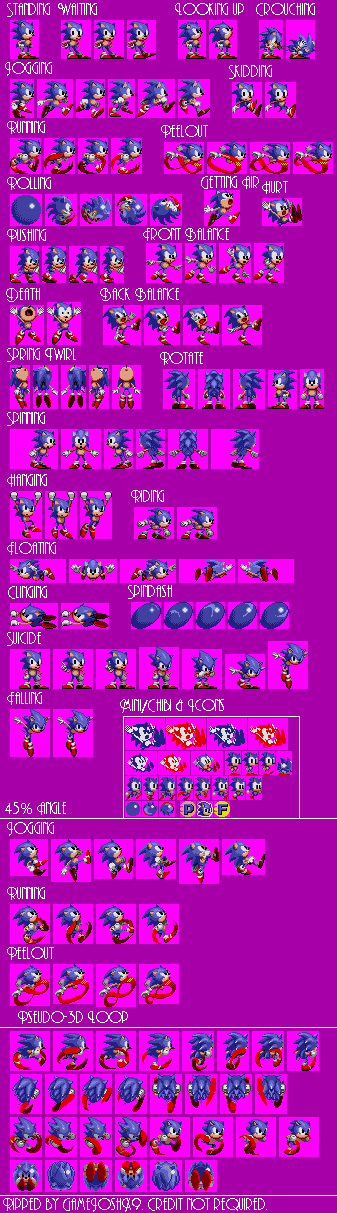 Standing Waiting Looking up Crouching
Jogging Skidding
Running Peelout
Rolling Getting Air Hurt
Pushing Front Balance
Death Back Balance
Spring Twirl Rotate
Spinning
Hanging Riding
Floating
Clinging Spindash
Suicide
Falling Mini/Chibi & Icons
P F
45% Angle
Jogging
Running
Peelout
Pseudo-3D Loop
Ripped by GameJosh X9. Credit not required.